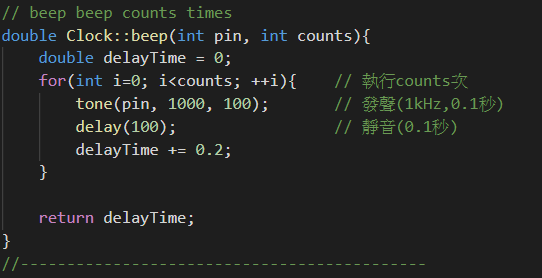 // beep beep counts times
double Clock::beep(int pin, int counts){
    double delayTime = 0;
    for(int i=0; i<counts; ++i){    // 執行counts次
        tone(pin, 1000, 100);       // 發聲(1kHz,0.1秒)
        delay(100);                 // 靜音(0.1秒)
        delayTime += 0.2;
    }
    return delayTime;
}
//--------------------------------------------